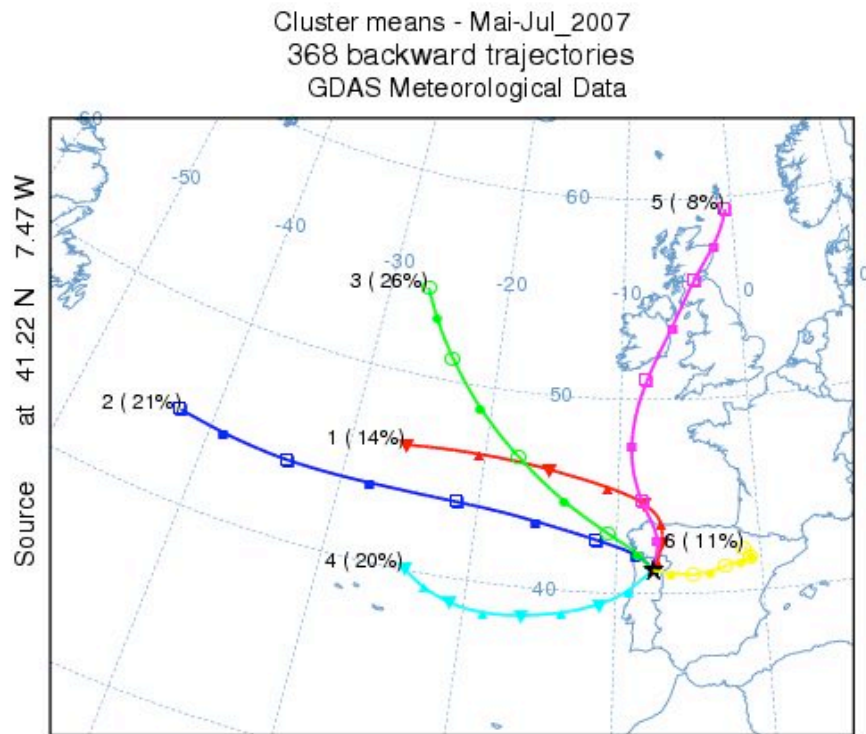 Cluster means - Mai-Jul_2007
368 backward trajectories
GDAS Meteorological Data
Source at 41.22 N 7.47 W
-50
-40
60
5 ( 8%)
-30
3 ( 26%)
-20
-10
0
50
2 ( 21%)
1 ( 14%)
6 ( 11%)
4 ( 20%)
40